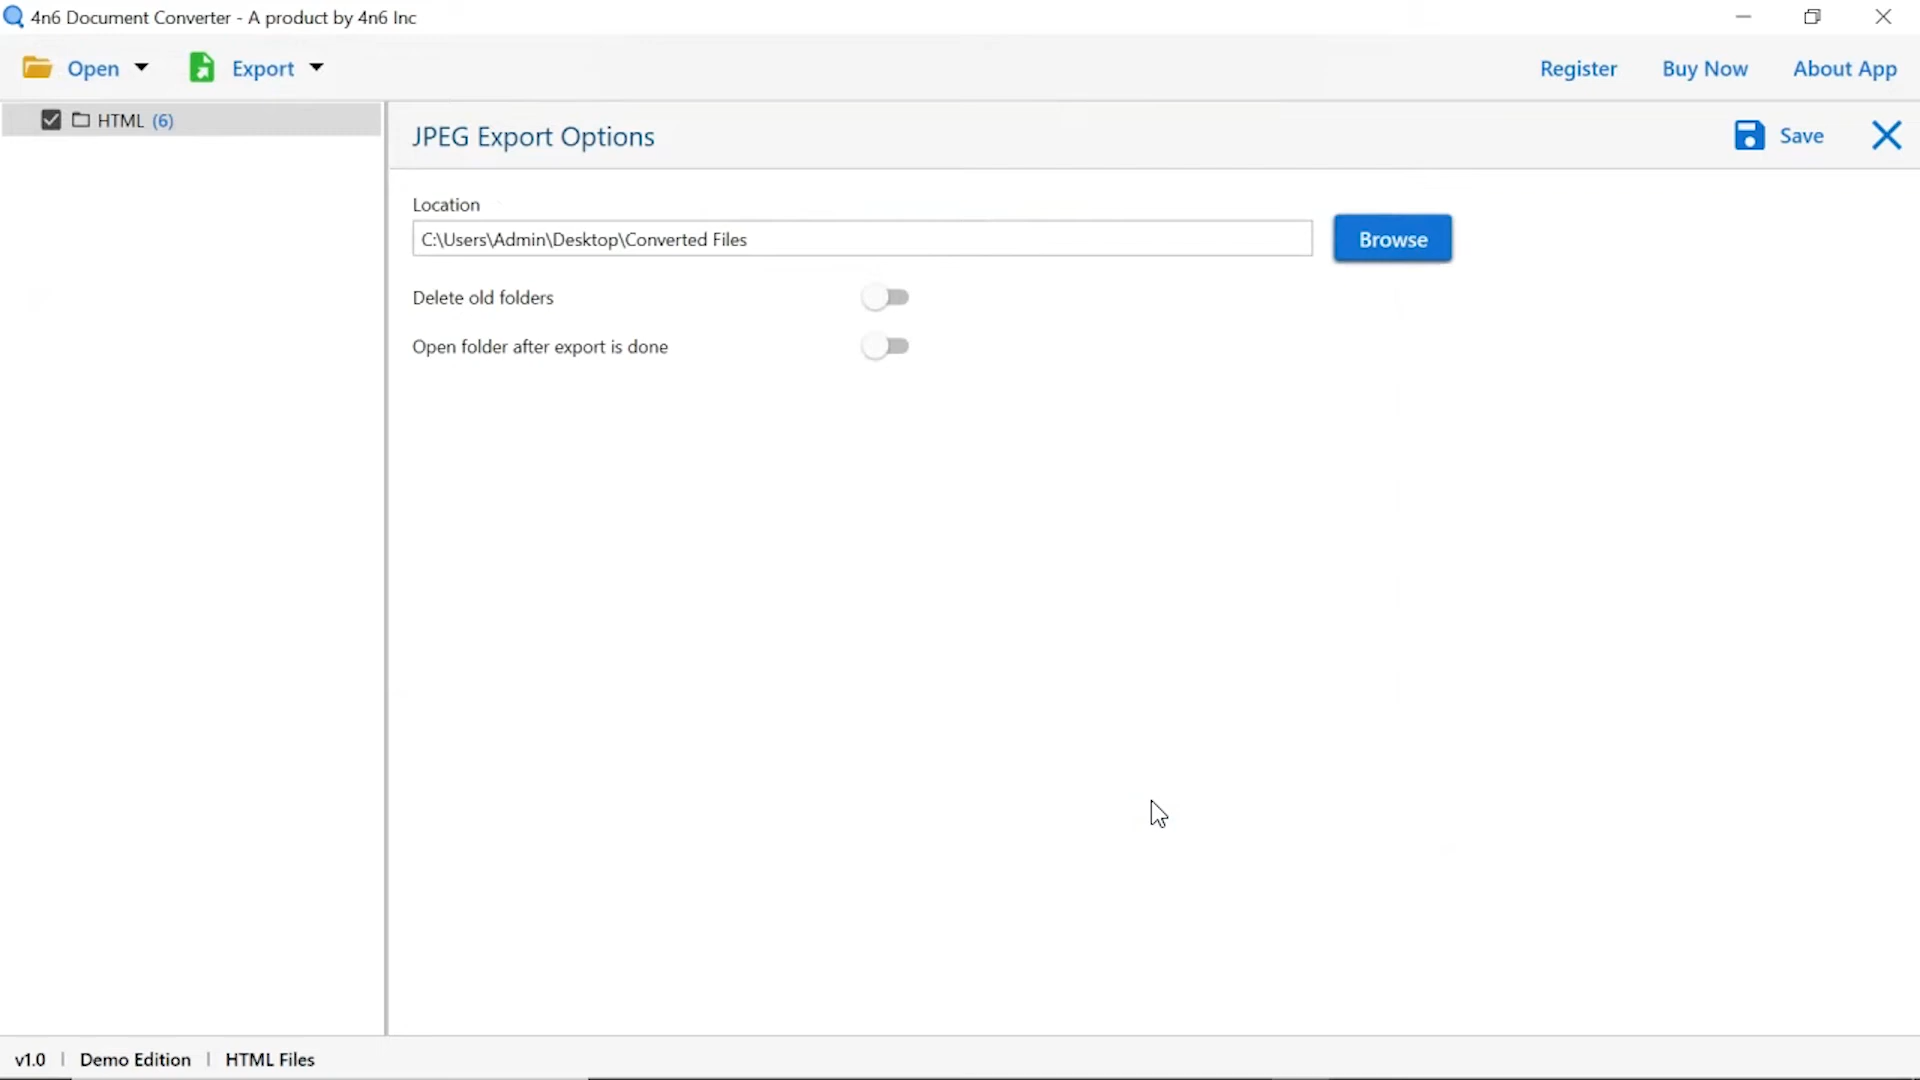 4n6 Document Converter - A product by 4n6 Inc
Open Export Register Buy Now About App
HTML (6)
JPEG Export Options Save
Location
C:\Users\Admin\Desktop\Converted Files Browse
Delete old folders
Open folder after export is done
v1.0 | Demo Edition | HTML Files